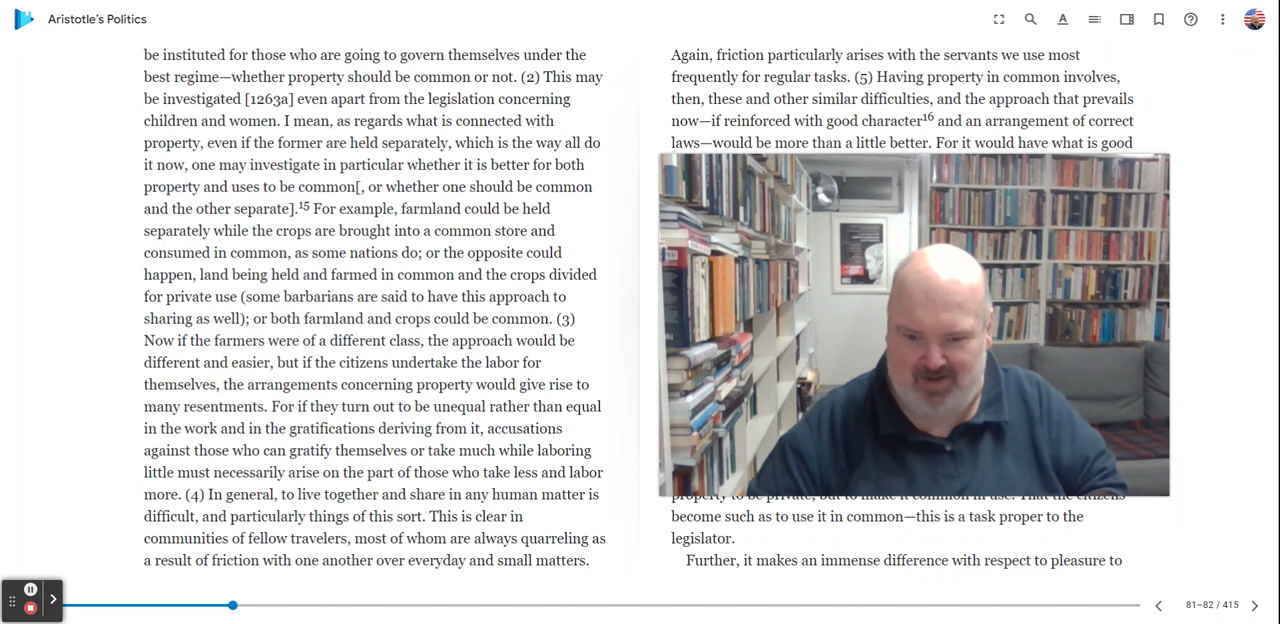 Aristotle's Politics
be instituted for those who are going to govern themselves under the
best regime—whether property should be common or not. (2) This may
be investigated [1263a] even apart from the legislation concerning
children and women. I mean, as regards what is connected with
property, even if the former are held separately, which is the way all do
it now, one may investigate in particular whether it is better for both
property and uses to be common[, or whether one should be common
and the other separate].15 For example, farmland could be held
separately while the crops are brought into a common store and
consumed in common, as some nations do; or the opposite could
happen, land being held and farmed in common and the crops divided
for private use (some barbarians are said to have this approach to
sharing as well); or both farmland and crops could be common. (3)
Now if the farmers were of a different class, the approach would be
different and easier, but if the citizens undertake the labor for
themselves, the arrangements concerning property would give rise to
many resentments. For if they turn out to be unequal rather than equal
in the work and in the gratifications deriving from it, accusations
against those who can gratify themselves or take much while laboring
little must necessarily arise on the part of those who take less and labor
more. (4) In general, to live together and share in any human matter is
difficult, and particularly things of this sort. This is clear in
communities of fellow travelers, most of whom are always quarreling as
a result of friction with one another over everyday and small matters.
Again, friction particularly arises with the servants we use most
frequently for regular tasks. (5) Having property in common involves,
then, these and other similar difficulties, and the approach that prevails
now—if reinforced with good character16 and an arrangement of correct
laws—would be more than a little better. For it would have what is good
property to be private, but to make it common in use. That the citizens
become such as to use it in common—this is a task proper to the
legislator.
Further, it makes an immense difference with respect to pleasure to
81-82 / 415